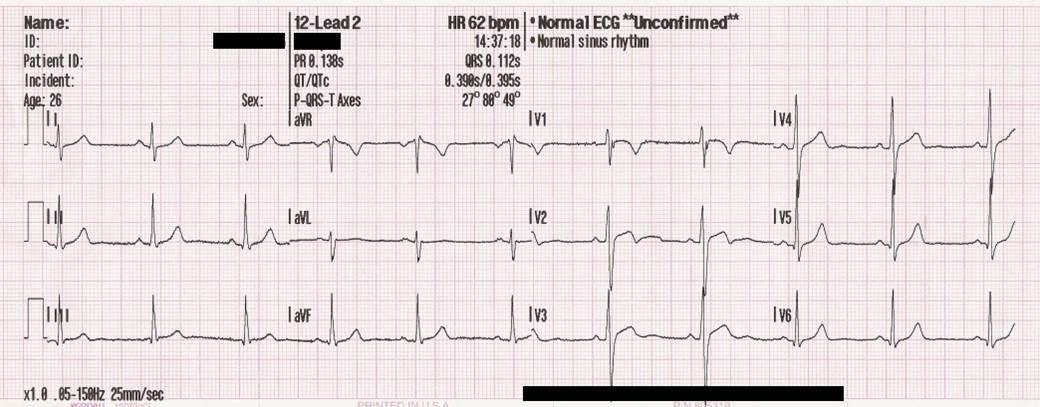 Name:
ID:
Patient ID:
Incident:
Age: 26 Sex:
12-Lead 2 HR 62 bpm
14:37:18
PR 0.138s QRS 0.112s
QT/QTc 0.390s/0.395s
P-QRS-T Axes 27° 80° 49°
• Normal ECG **Unconfirmed**
• Normal sinus rhythm
I aVR V1 V4
II aVL V2 V5
III aVF V3 V6
x1.0 .05-150Hz 25mm/sec
PRINTED IN U.S.A.